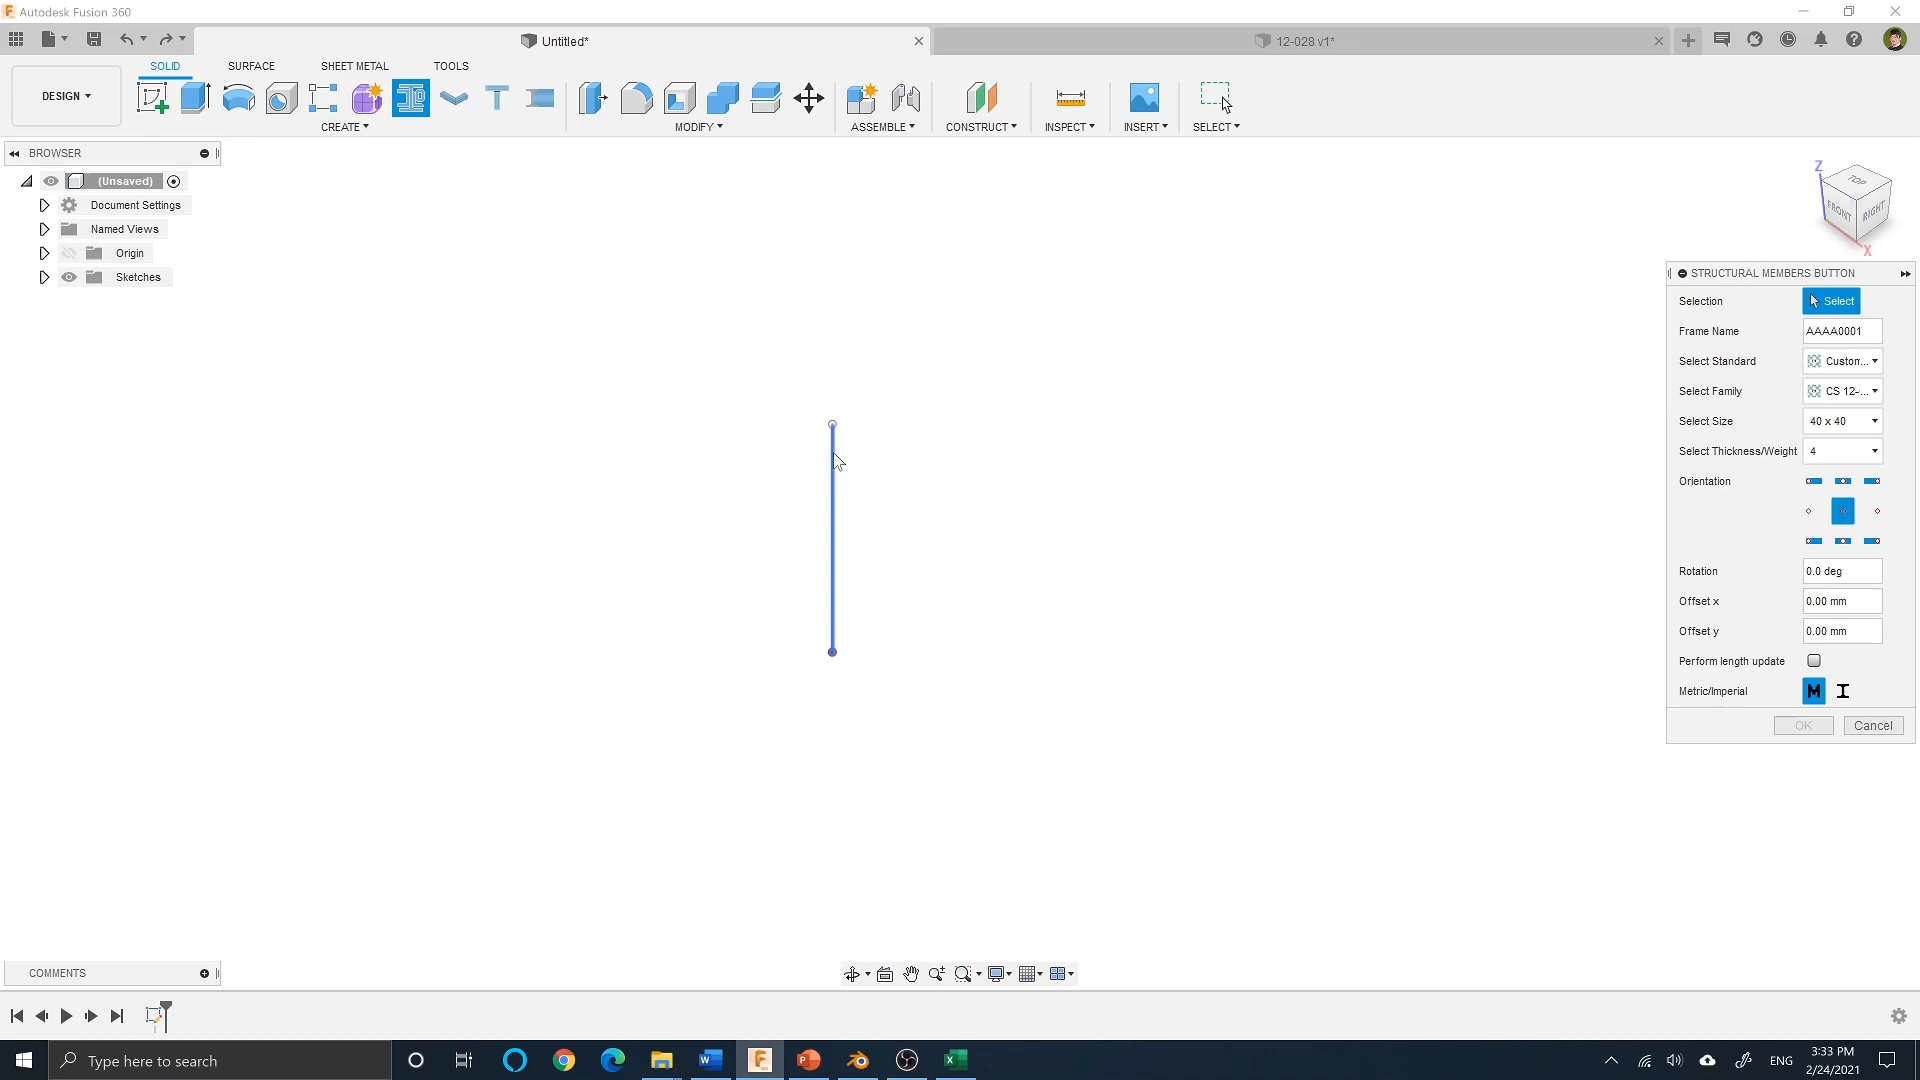 Autodesk Fusion 360
Untitled*
12-028 v1*
DESIGN
SOLID
SURFACE
SHEET METAL
TOOLS
CREATE
MODIFY
ASSEMBLE
CONSTRUCT
INSPECT
INSERT
SELECT
BROWSER
(Unsaved)
Document Settings
Named Views
Origin
Sketches
Z
TOP
FRONT
RIGHT
X
STRUCTURAL MEMBERS BUTTON
Selection Select
Frame Name AAAA0001
Select Standard Custom...
Select Family CS 12-...
Select Size 40 x 40
Select Thickness/Weight 4
Orientation
Rotation 0.0 deg
Offset x 0.00 mm
Offset y 0.00 mm
Perform length update
Metric/Imperial M I
OK Cancel
COMMENTS
Type here to search
ENG
3:33 PM
2/24/2021